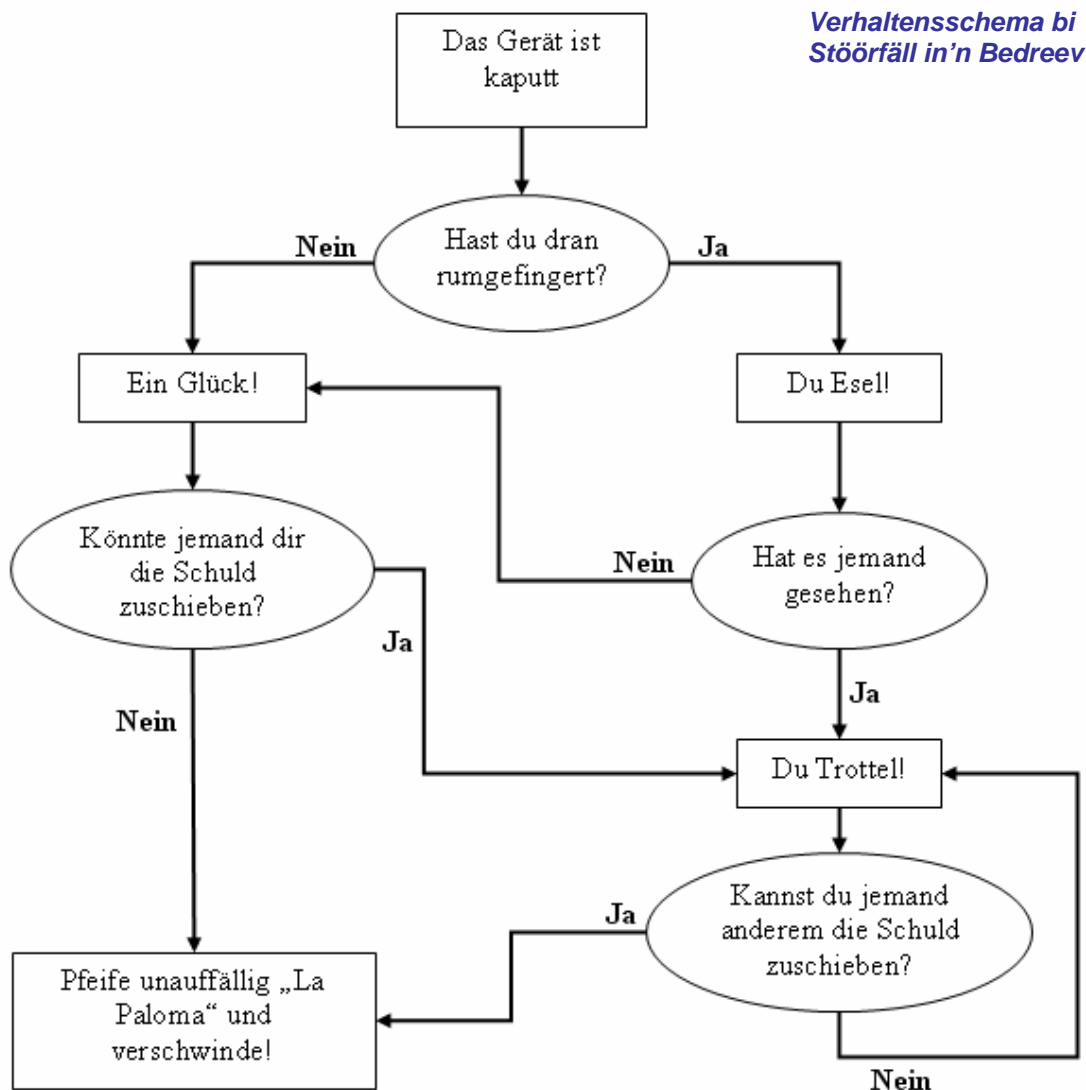 Verhaltensschema bi
Stöörfäll in’n Bedreev
Das Gerät ist
kaputt
Hast du dran
rumgefingert?
Nein
Ja
Ein Glück!
Du Esel!
Könnte jemand dir
die Schuld
zuschieben?
Nein
Hat es jemand
gesehen?
Ja
Nein
Ja
Du Trottel!
Kannst du jemand
anderem die Schuld
zuschieben?
Ja
Pfeife unauffällig „La
Paloma“ und
verschwinde!
Nein